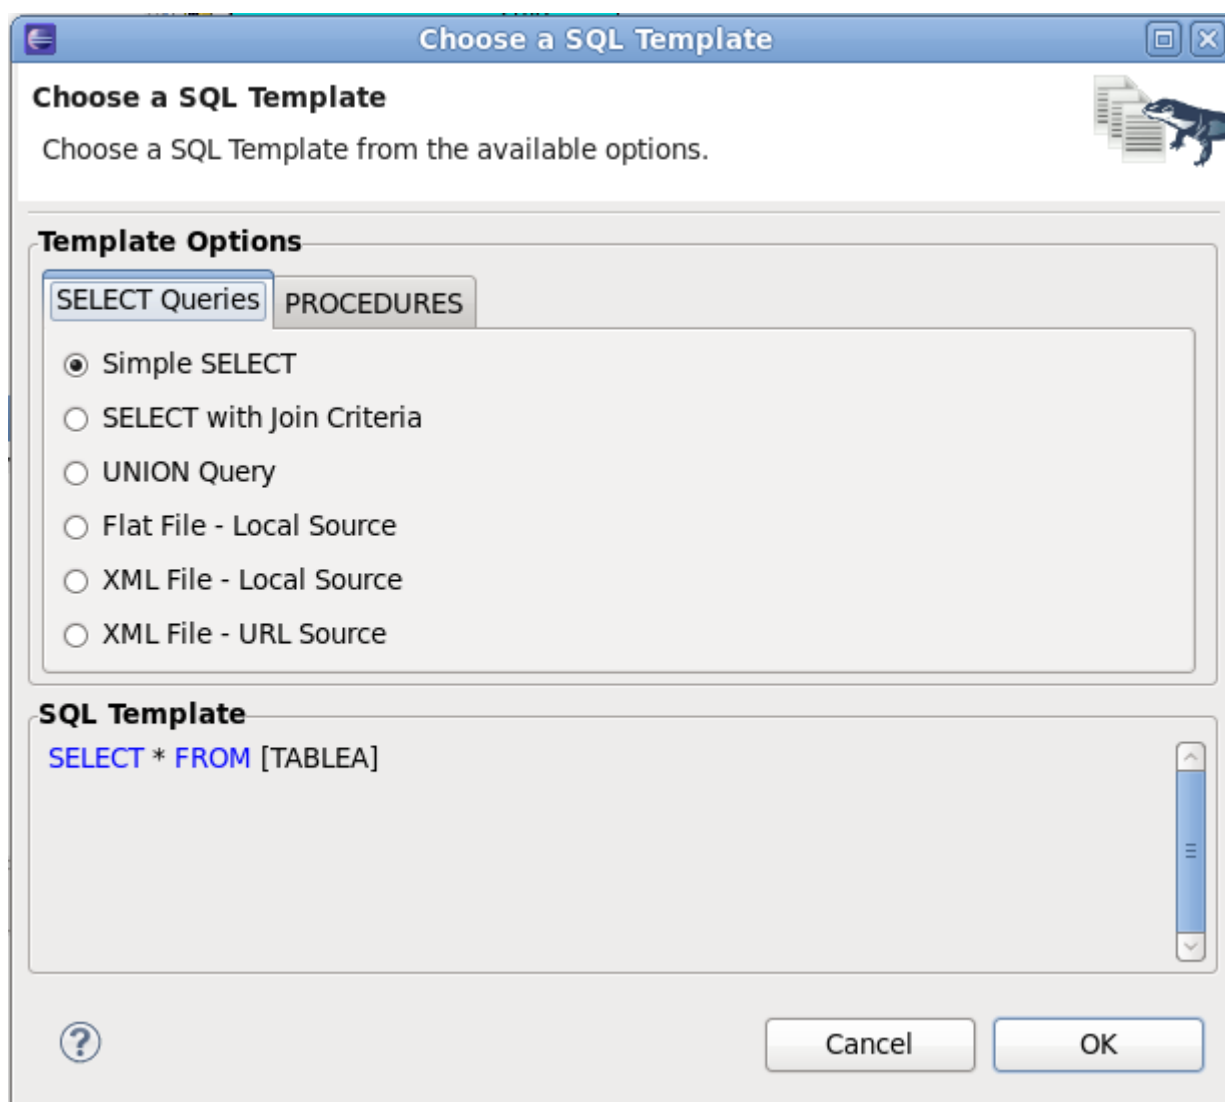 Choose a SQL Template
Choose a SQL Template
Choose a SQL Template from the available options.
Template Options
SELECT Queries PROCEDURES
Simple SELECT
SELECT with Join Criteria
UNION Query
Flat File - Local Source
XML File - Local Source
XML File - URL Source
SQL Template
SELECT * FROM [TABLEA]
? Cancel OK